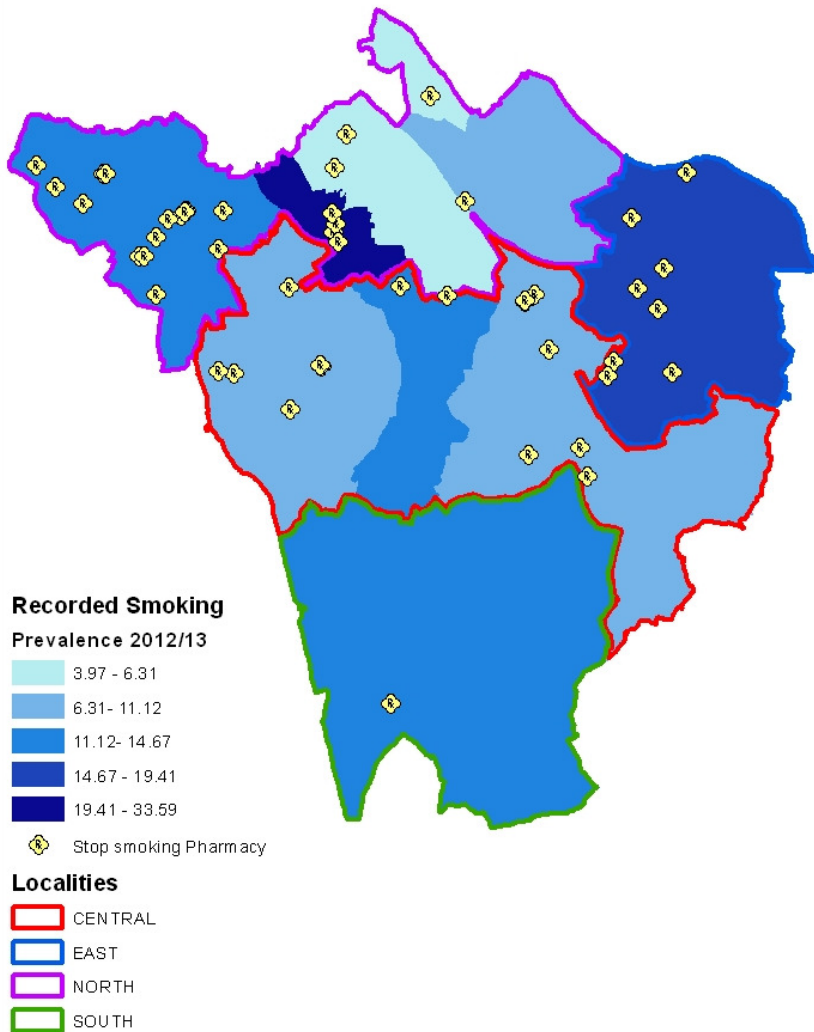 Recorded Smoking
Prevalence 2012/13
3.97 - 6.31
6.31- 11.12
11.12- 14.67
14.67 - 19.41
19.41 - 33.59
Stop smoking Pharmacy
Localities
CENTRAL
EAST
NORTH
SOUTH